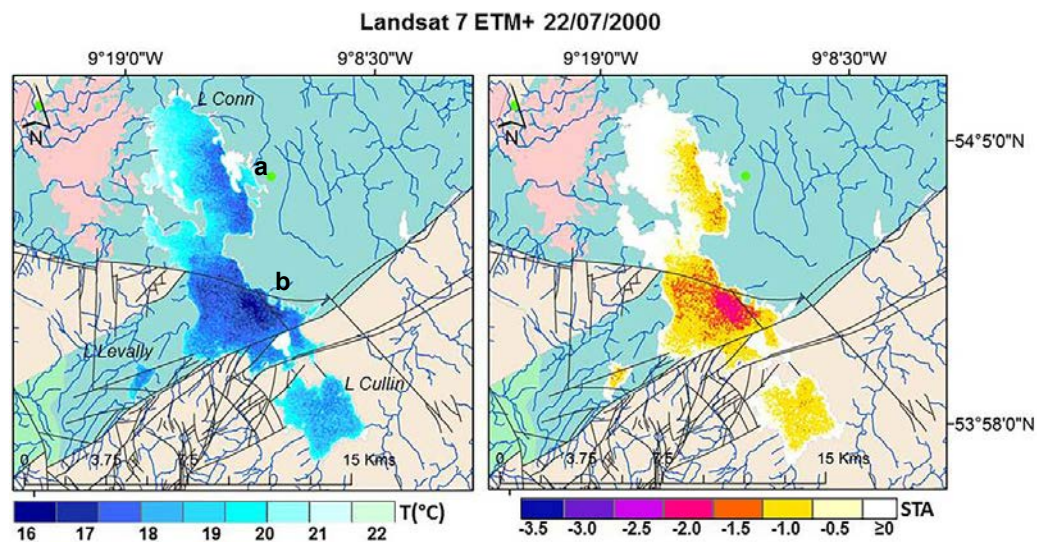 Landsat 7 ETM+ 22/07/2000
9°19'0"W 9°8'30"W 9°19'0"W 9°8'30"W
L Conn
N N
54°5'0"N
a
b
L Levally
L Cullin
53°58'0"N
0 3.75 7.5 15 Kms 0 3.75 7.5 15 Kms
T(°C) STA
16 17 18 19 20 21 22 -3.5 -3.0 -2.5 -2.0 -1.5 -1.0 -0.5 ≥0